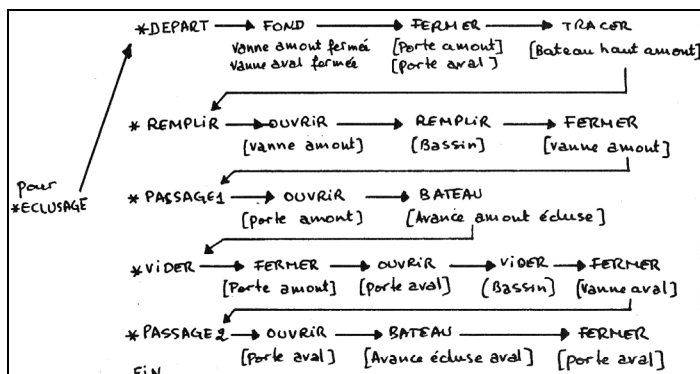 *DEPART FOND FERMER TRACER
vanne amont fermée [Porte amont] [Bateau haut amont]
vanne aval fermée [Porte aval]
*REMPLIR OUVRIR REMPLIR FERMER
[vanne amont] [Bassin] [vanne amont]
pour
*ECLUSAGE
*PASSAGE1 OUVRIR BATEAU
[porte amont] [Avance amont écluse]
*VIDER FERMER OUVRIR VIDER FERMER
[Porte amont] [porte aval] [Bassin] [vanne aval]
*PASSAGE2 OUVRIR BATEAU FERMER
[porte aval] [Avance écluse aval] [porte aval]
FIN